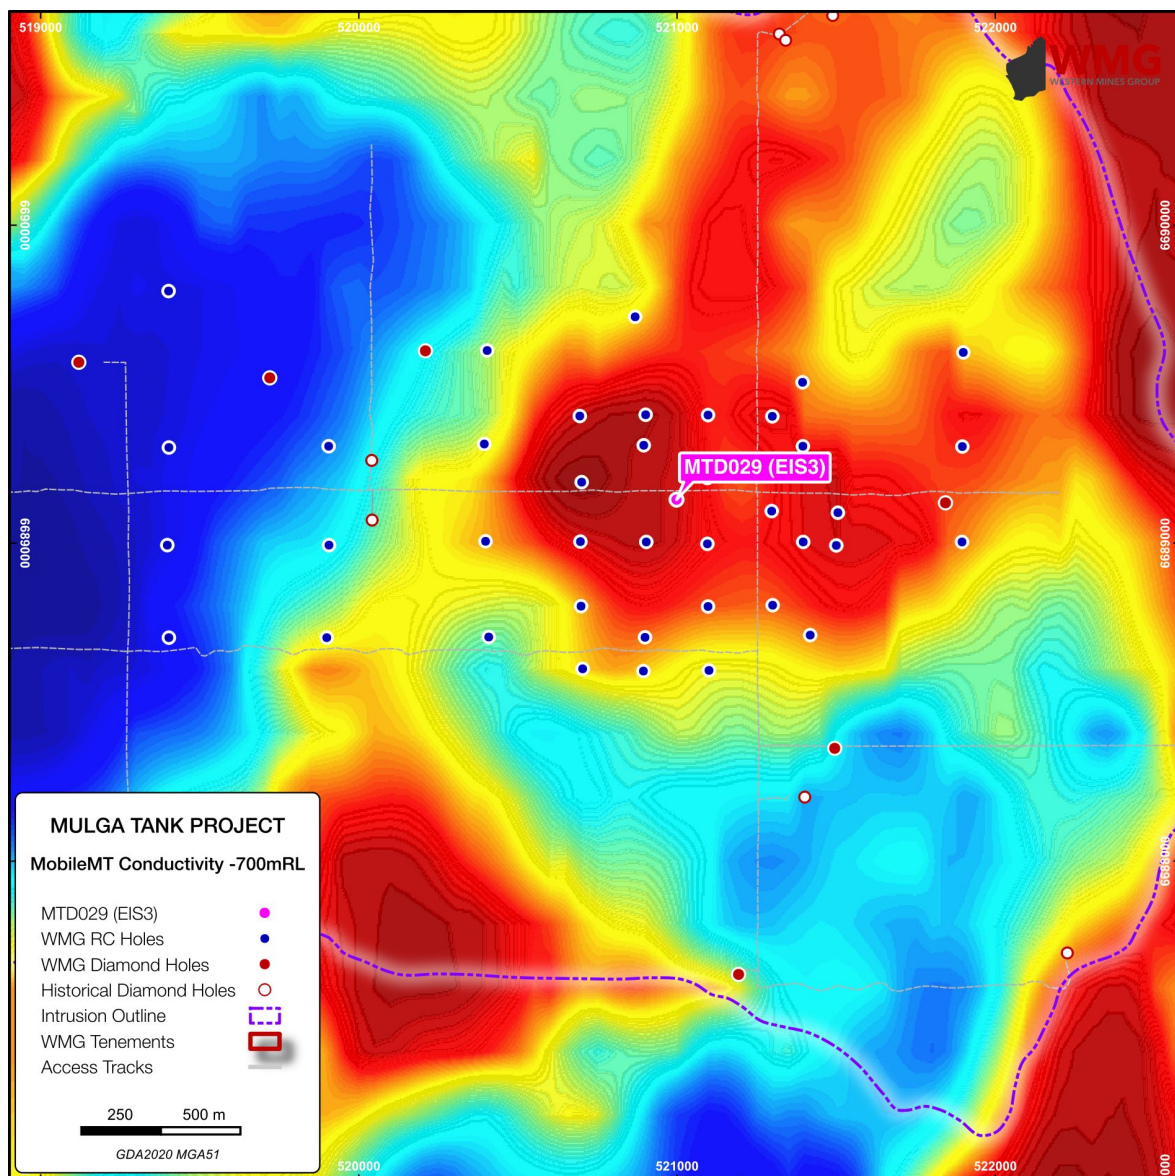 519000 520000 521000 522000
WMG
WESTERN MINES GROUP
6690000 6690000
MTD029 (EIS3)
6689000 6689000
6688000
MULGA TANK PROJECT
MobileMT Conductivity -700mRL
MTD029 (EIS3)
WMG RC Holes
WMG Diamond Holes
Historical Diamond Holes
Intrusion Outline
WMG Tenements
Access Tracks
250 500 m
GDA2020 MGA51
520000 521000 522000